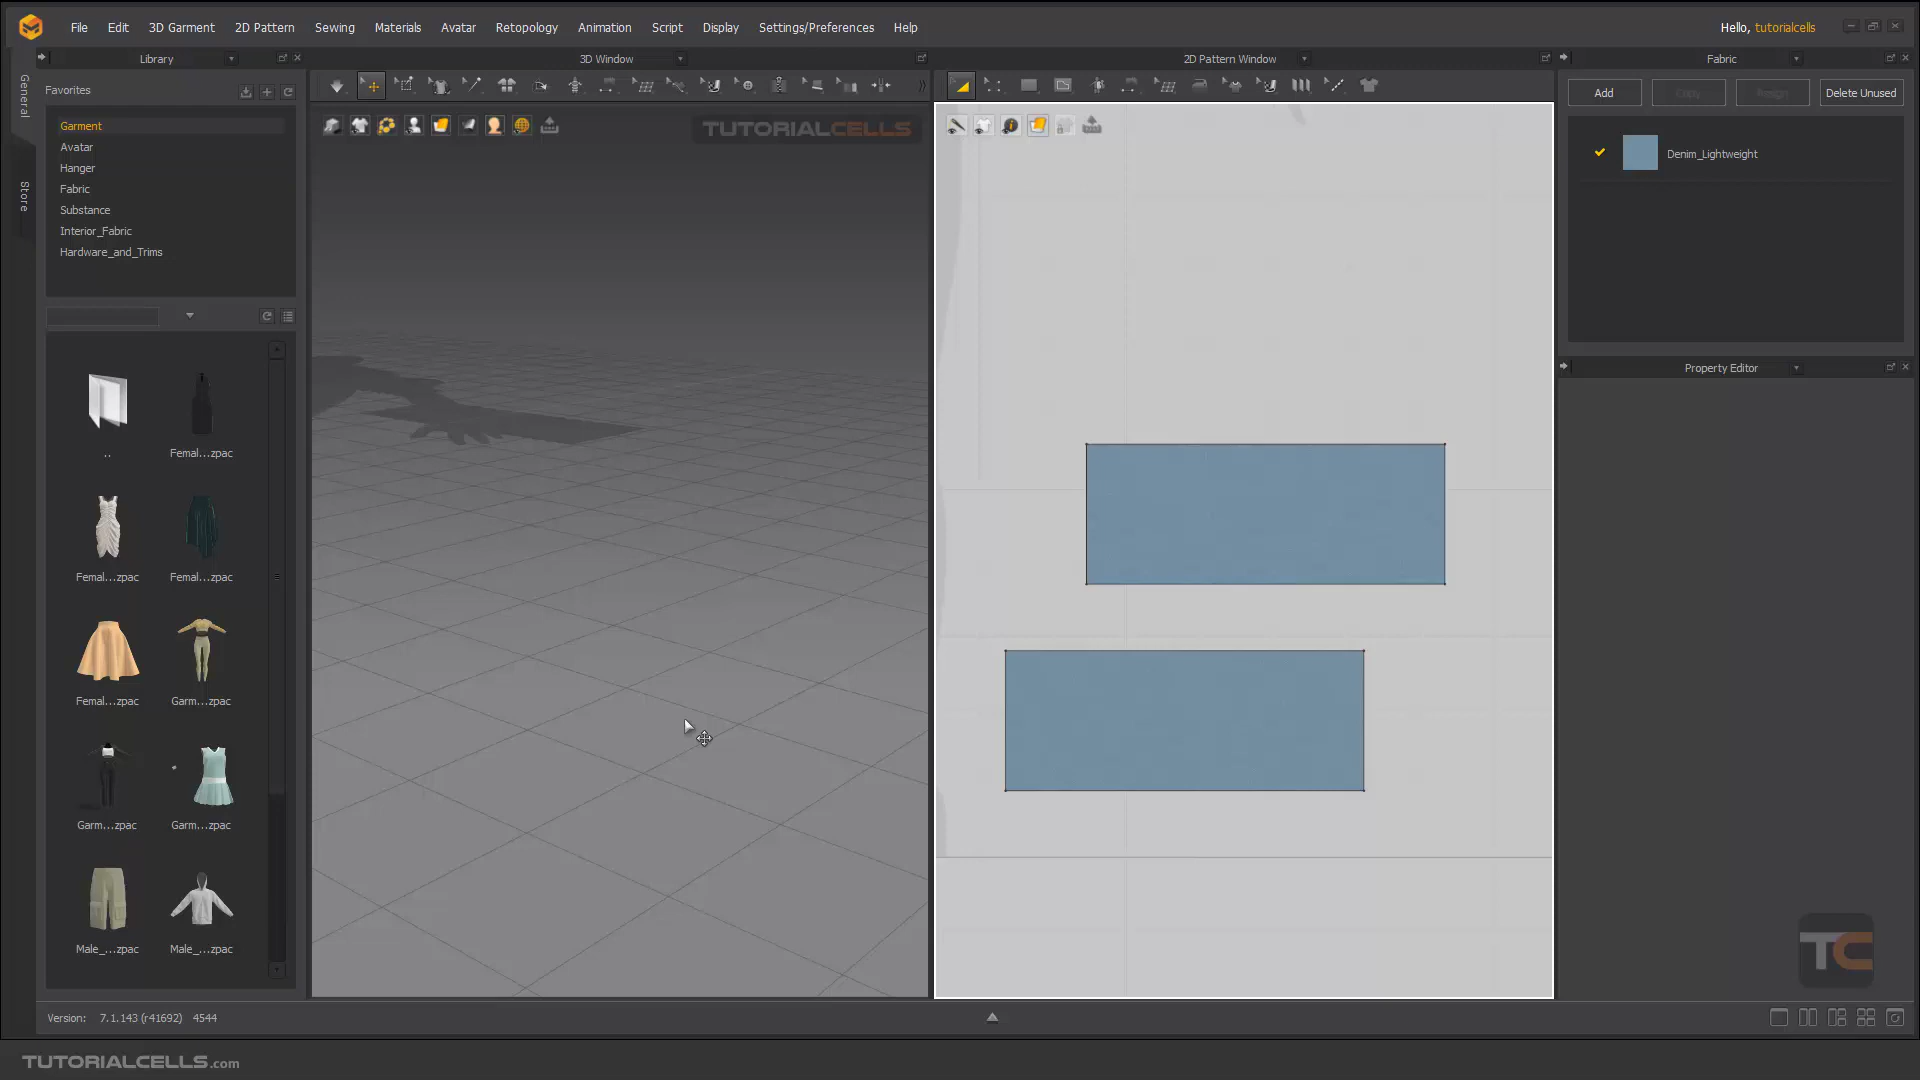 File Edit 3D Garment 2D Pattern Sewing Materials Avatar Retopology Animation Script Display Settings/Preferences Help
Hello, tutorialcells
Library
3D Window
2D Pattern Window
Fabric
General
Store
Favorites
Garment
Avatar
Hanger
Fabric
Substance
Interior_Fabric
Hardware_and_Trims
..
Femal...zpac
Femal...zpac
Femal...zpac
Femal...zpac
Garm...zpac
Garm...zpac
Garm...zpac
Male_...zpac
Male_...zpac
TUTORIALCELLS
Add Copy Assign Delete Unused
Denim_Lightweight
Property Editor
TC
Version: 7.1.143 (r41692) 4544
TUTORIALCELLS.com